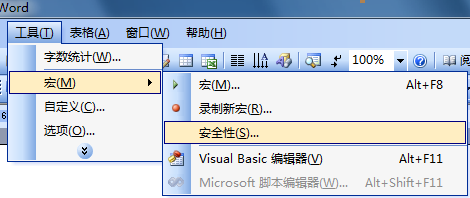 Word
工具(T) 表格(A) 窗口(W) 帮助(H)
字数统计(W)...
宏(M)
自定义(C)...
选项(O)...
100%
阅
宏(M)... Alt+F8
录制新宏(R)...
安全性(S)...
Visual Basic 编辑器(V) Alt+F11
Microsoft 脚本编辑器(W)... Alt+Shift+F11
6